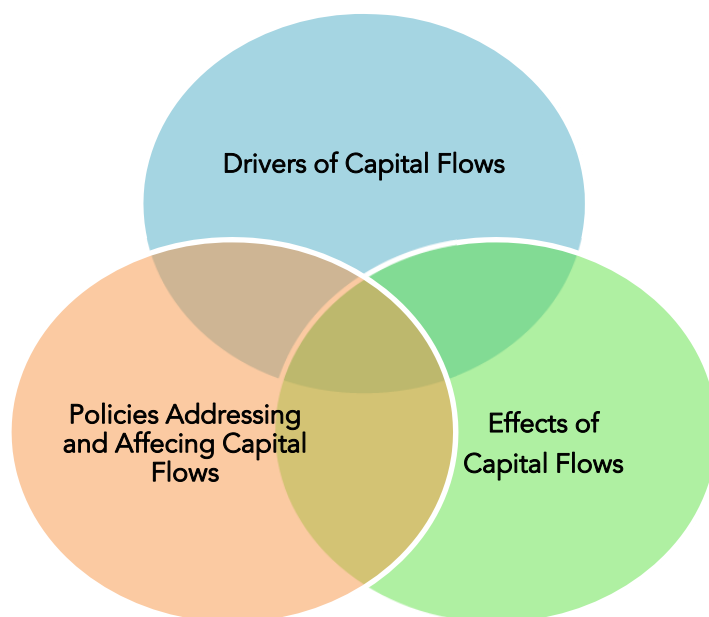 Drivers of Capital Flows
Policies Addressing
and Affecing Capital
Flows
Effects of
Capital Flows